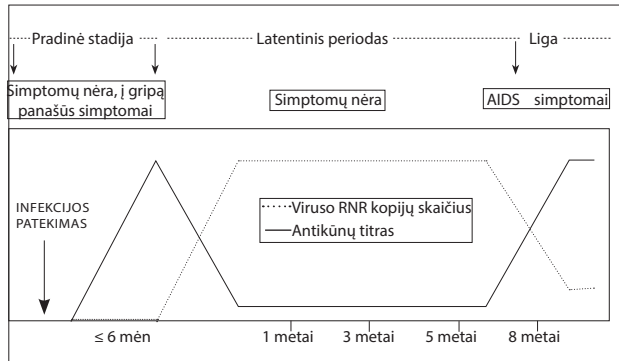 Pradinė stadija Latentinis periodas Liga
Simptomų nėra, į gripą
panašūs simptomai
Simptomų nėra
AIDS simptomai
INFEKCIJOS
PATEKIMAS
Viruso RNR kopijų skaičius
Antikūnų titras
≤ 6 mėn 1 metai 3 metai 5 metai 8 metai